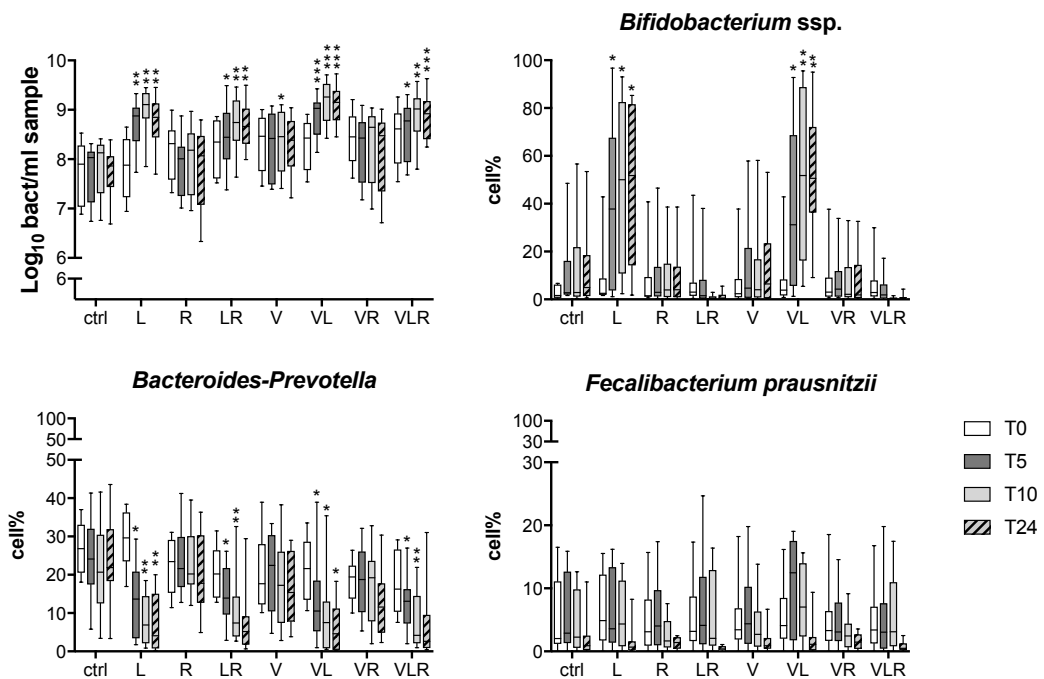 Bifidobacterium ssp.
Log10 bact/ml sample
10
9
8
7
6
6
* * * * * * * * * * * * * * * * * * * * * * * * *
ctrl L R LR V VL VR VLR
cell%
100
80
60
40
20
0
* * * * * * * *
ctrl L R LR V VL VR VLR
Bacteroides-Prevotella
cell%
100
50
40
30
20
10
0
* * * * * * * * * * * * * *
ctrl L R LR V VL VR VLR
Fecalibacterium prausnitzii
cell%
100
30
30
20
10
0
ctrl L R LR V VL VR VLR
T0
T5
T10
T24